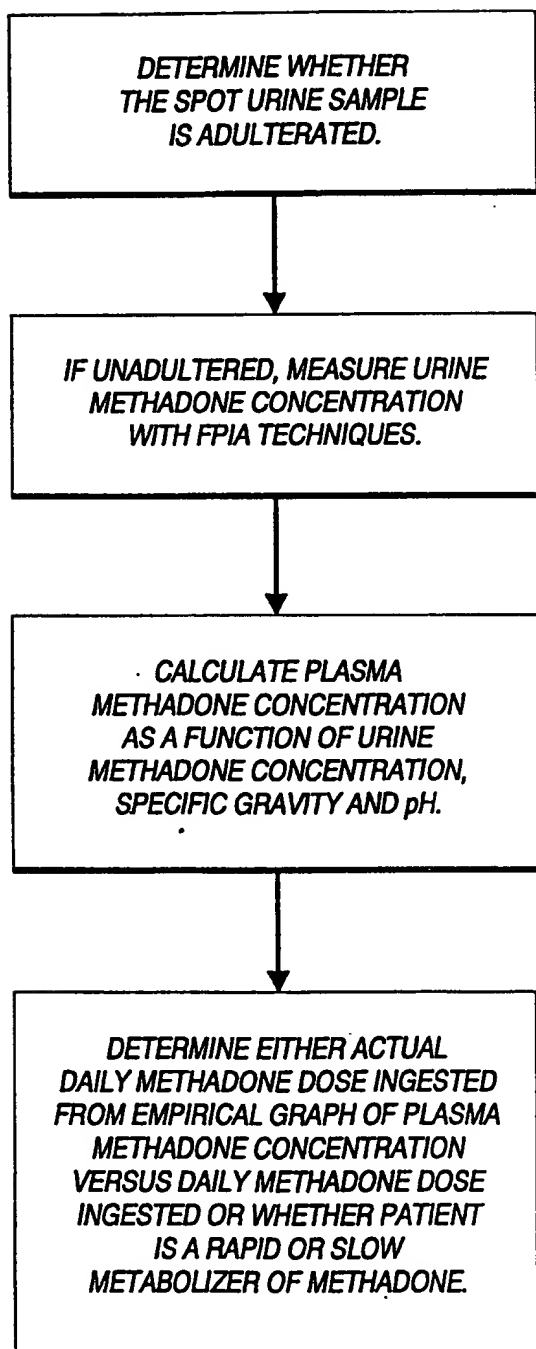 DETERMINE WHETHER
THE SPOT URINE SAMPLE
IS ADULTERATED.
IF UNADULTERED, MEASURE URINE
METHADONE CONCENTRATION
WITH FPIA TECHNIQUES.
CALCULATE PLASMA
METHADONE CONCENTRATION
AS A FUNCTION OF URINE
METHADONE CONCENTRATION,
SPECIFIC GRAVITY AND pH.
DETERMINE EITHER ACTUAL
DAILY METHADONE DOSE INGESTED
FROM EMPIRICAL GRAPH OF PLASMA
METHADONE CONCENTRATION
VERSUS DAILY METHADONE DOSE
INGESTED OR WHETHER PATIENT
IS A RAPID OR SLOW
METABOLIZER OF METHADONE.